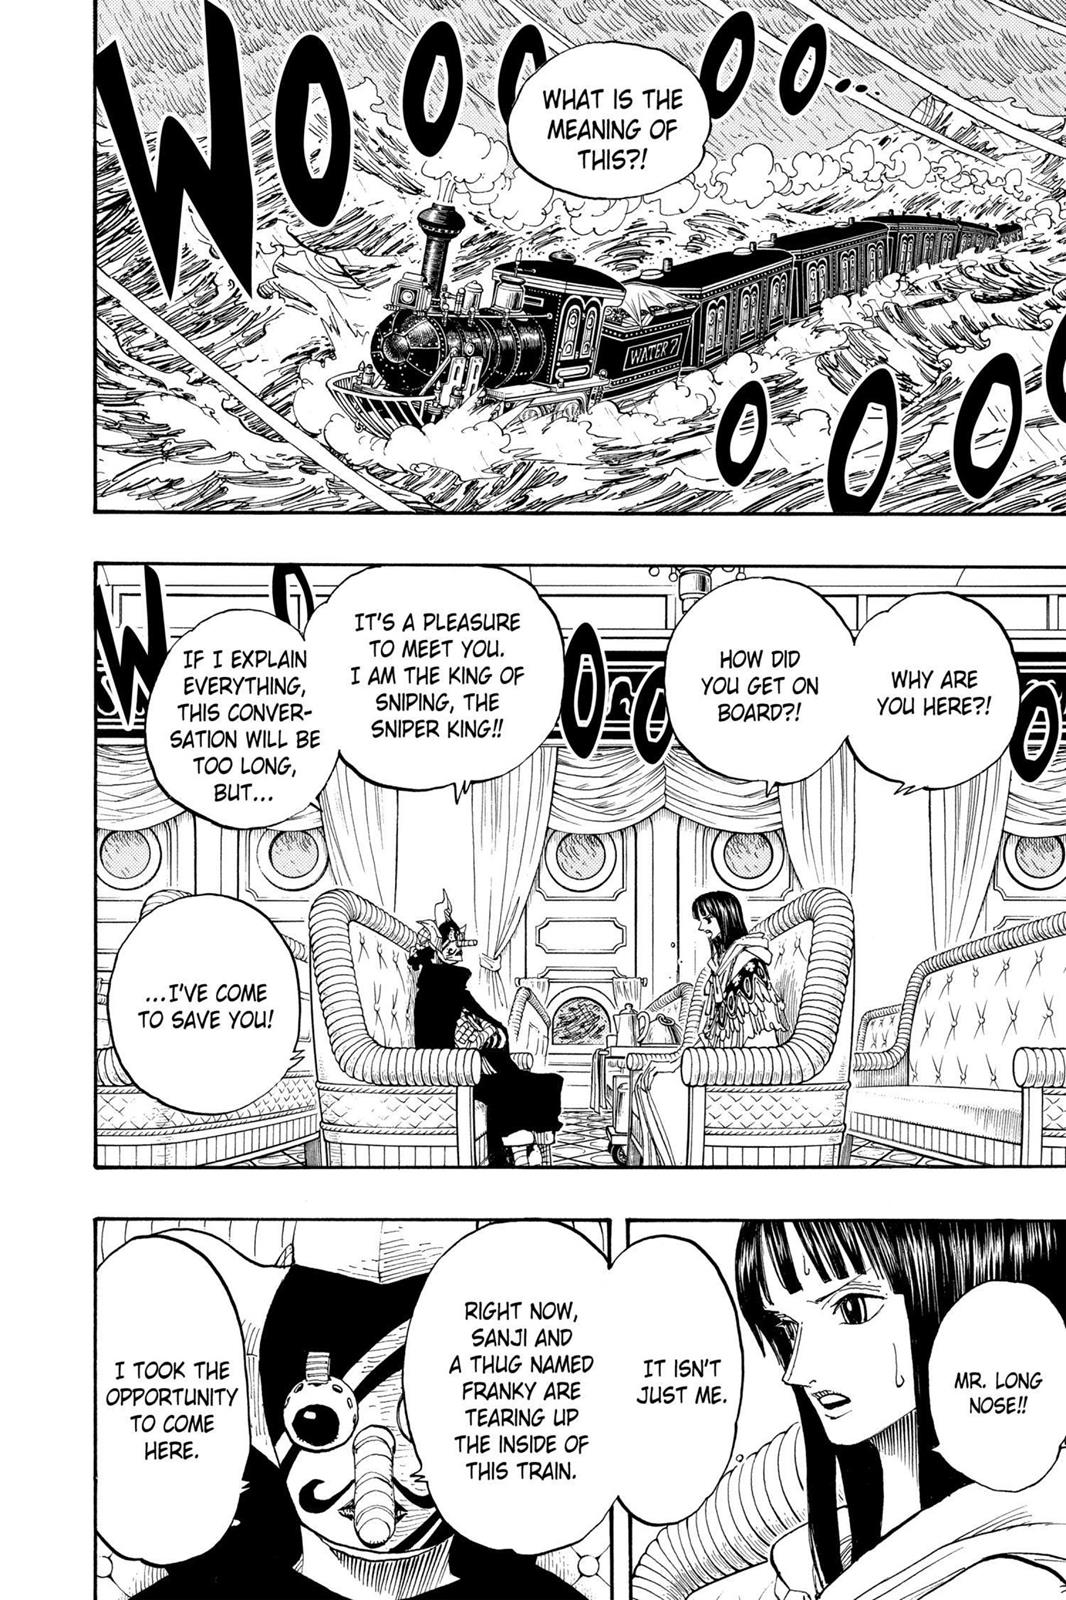 WOOOOOO...
WHAT IS THE
MEANING OF
THIS?!
WATER 7
OOOO
WHY ARE
YOU HERE?!
HOW DID
YOU GET ON
BOARD?!
IT'S A PLEASURE
TO MEET YOU.
I AM THE KING OF
SNIPING, THE
SNIPER KING!!
IF I EXPLAIN
EVERYTHING,
THIS CONVER-
SATION WILL BE
TOO LONG,
BUT...
WOOOO
...I'VE COME
TO SAVE YOU!
MR. LONG
NOSE!!
IT ISN'T
JUST ME.
RIGHT NOW,
SANJI AND
A THUG NAMED
FRANKY ARE
TEARING UP
THE INSIDE OF
THIS TRAIN.
I TOOK THE
OPPORTUNITY
TO COME
HERE.